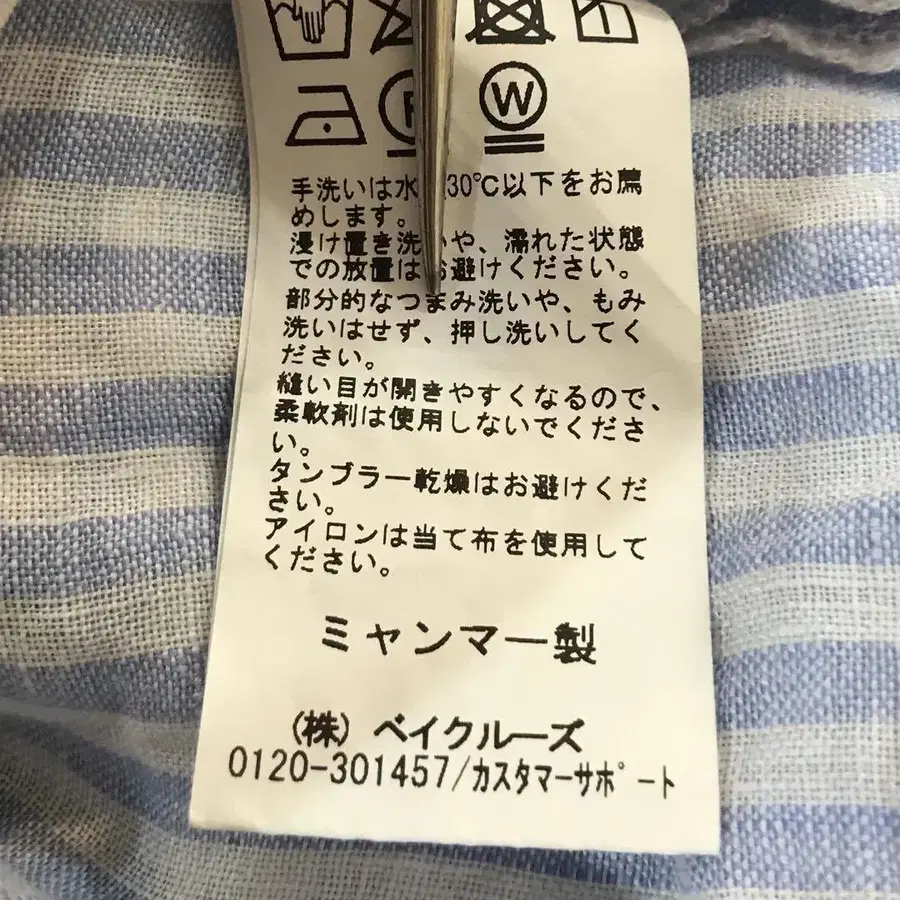 W
手洗いは水 30℃以下をお薦
めします。
浸け置き洗いや、濡れた状態
での放置はお避けください。
部分的なつまみ洗いや、もみ
洗いはせず、押し洗いしてく
ださい。
縫い目が開きやすくなるので、
柔軟剤は使用しないでくださ
い。
タンブラー乾燥はお避けくだ
さい。
アイロンは当て布を使用して
ください。
ミャンマー製
(株) ベイクルーズ
0120-301457/カスタマーサポート